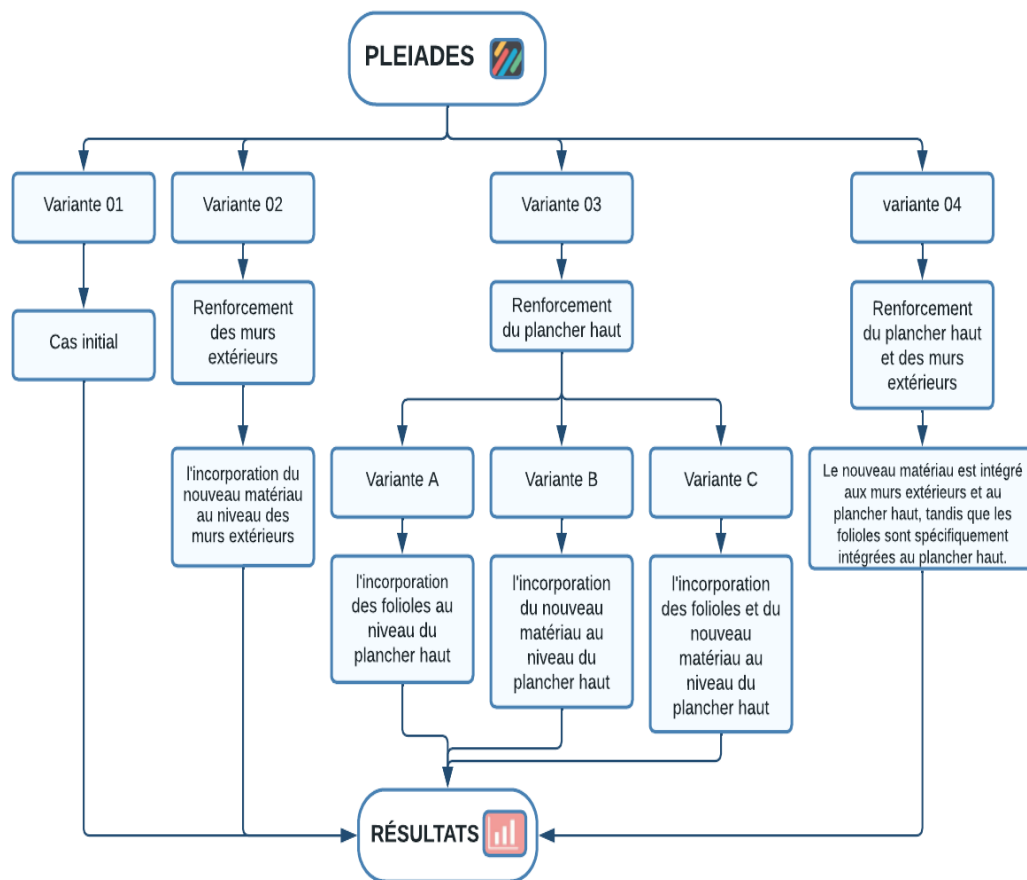 PLEIADES
Variante 01
Variante 02
Variante 03
variante 04
Cas initial
Renforcement
des murs
extérieurs
Renforcement
du plancher haut
Renforcement
du plancher haut
et des murs
extérieurs
l'incorporation du
nouveau matériau
au niveau des
murs extérieurs
Variante A
Variante B
Variante C
Le nouveau matériau est intégré
aux murs extérieurs et au
plancher haut, tandis que les
folioles sont spécifiquement
intégrées au plancher haut.
l'incorporation
des folioles au
niveau du
plancher haut
l'incorporation
du nouveau
matériau au
niveau du
plancher haut
l'incorporation
des folioles et du
nouveau
matériau au
niveau du
plancher haut
RÉSULTATS